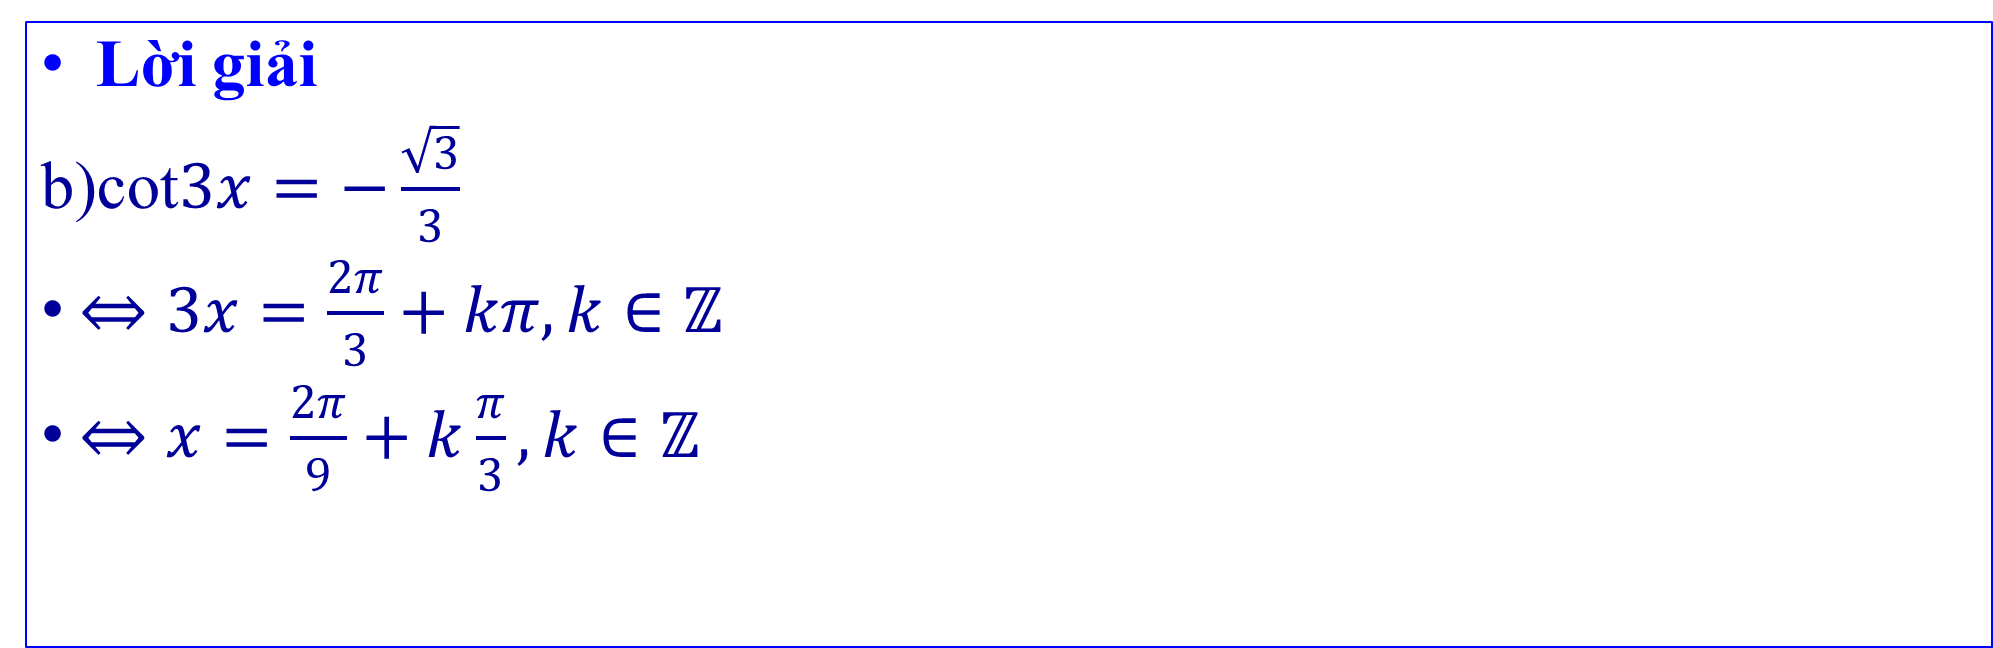 • Lời giải
b)cot3x = −√3/3
• ⇔ 3x = 2π/3 + kπ, k ∈ ℤ
• ⇔ x = 2π/9 + k π/3, k ∈ ℤ